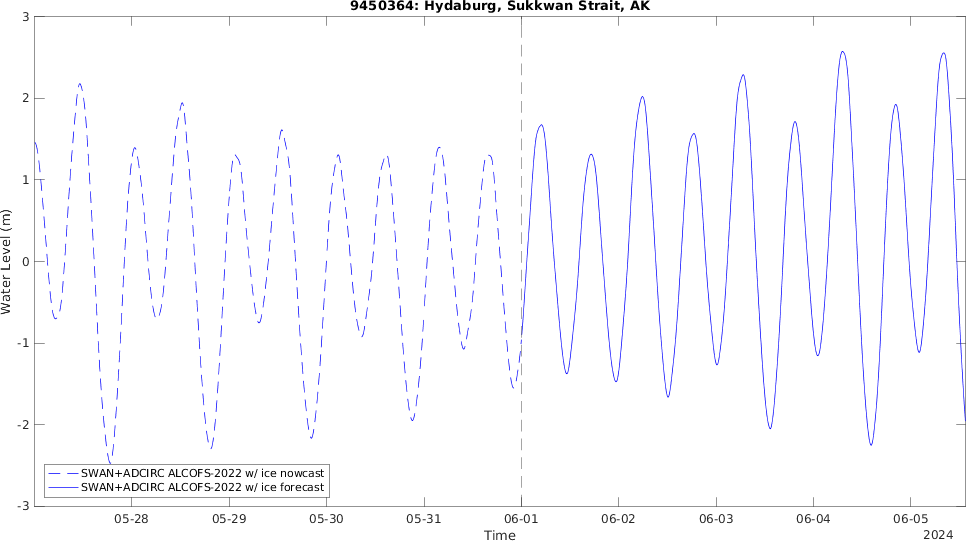 9450364: Hydaburg, Sukkwan Strait, AK
3
2
1
0
-1
-2
-3
Water Level (m)
SWAN+ADCIRC ALCOFS-2022 w/ ice nowcast
SWAN+ADCIRC ALCOFS-2022 w/ ice forecast
05-28 05-29 05-30 05-31 06-01 06-02 06-03 06-04 06-05
Time
2024